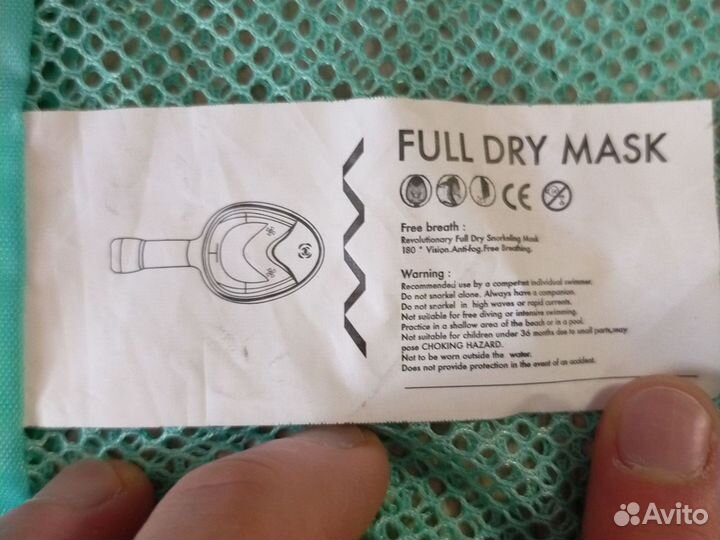 FULL DRY MASK
CE
Free breath :
Revolutionary Full Dry Snorkeling Mask
180 ° Vision.Anti-fog.Free Breathing.
Warning :
Recommended use by a competent individual swimmer.
Do not snorkel alone. Always have a companion.
Do not snorkel in high waves or rapid currents.
Not suitable for free diving or intensive swimming.
Practice in a shallow area of the beach or in a pool.
Not suitable for children under 36 months due to small parts,may
pose CHOKING HAZARD.
Not to be worn outside the water.
Does not provide protection in the event of an accident.
Avito